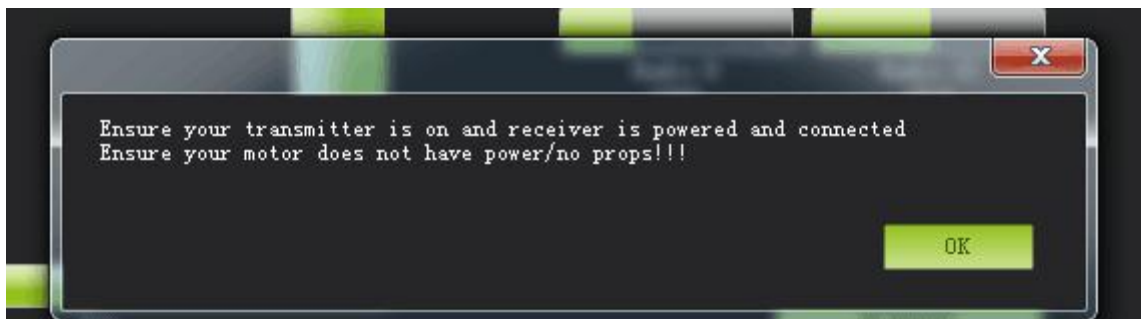 Ensure your transmitter is on and receiver is powered and connected
Ensure your motor does not have power/no props!!!
OK